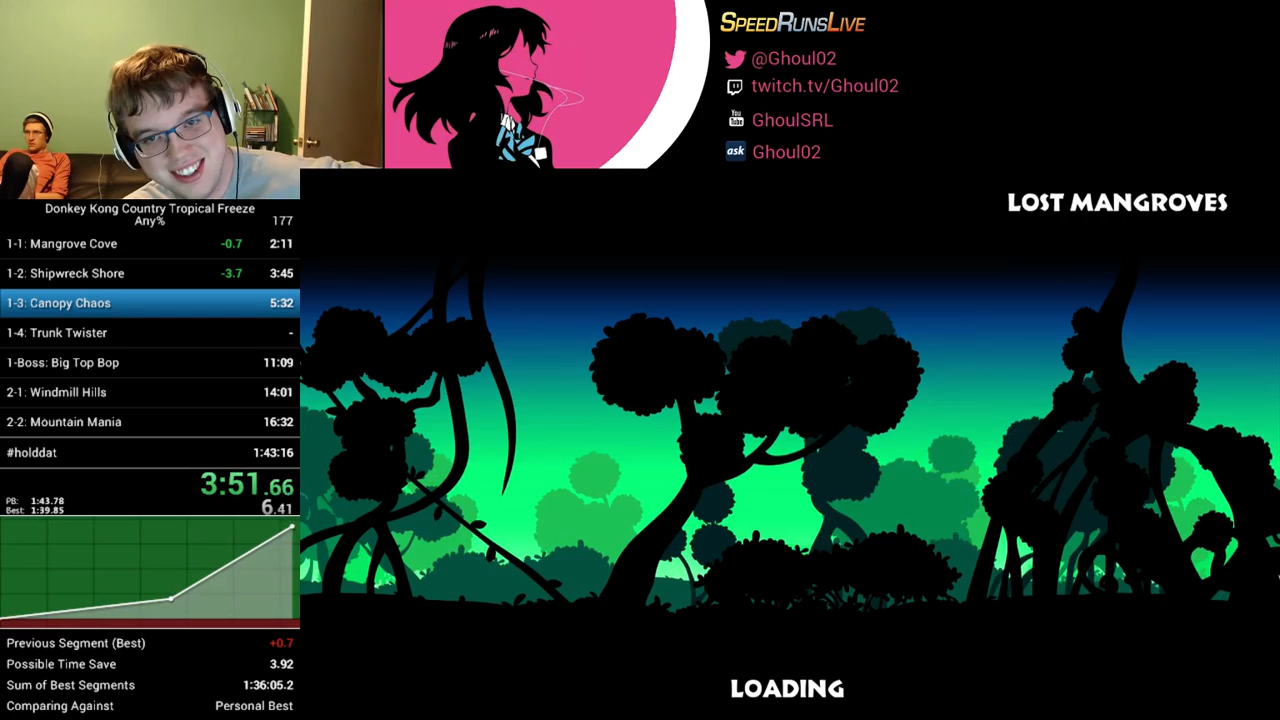 SPEEDRUNSLIVE
@Ghoul02
twitch.tv/Ghoul02
You Tube GhoulSRL
ask Ghoul02
LOST MANGROVES
Donkey Kong Country Tropical Freeze
Any% 177
1-1: Mangrove Cove -0.7 2:11
1-2: Shipwreck Shore -3.7 3:45
1-3: Canopy Chaos 5:32
1-4: Trunk Twister -
1-Boss: Big Top Bop 11:09
2-1: Windmill Hills 14:01
2-2: Mountain Mania 16:32
#holddat 1:43:16
3:51.66
PB: 1:43.78
Best: 1:39.85
6.41
Previous Segment (Best) +0.7
Possible Time Save 3.92
Sum of Best Segments 1:36:05.2
Comparing Against Personal Best
LOADING